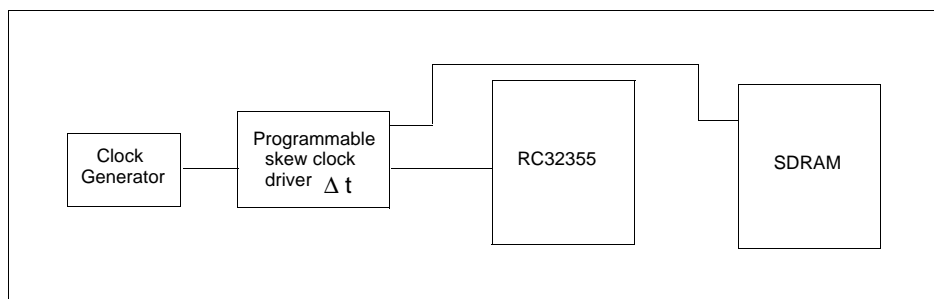 Clock
Generator
Programmable
skew clock
driver Δ t
RC32355
SDRAM